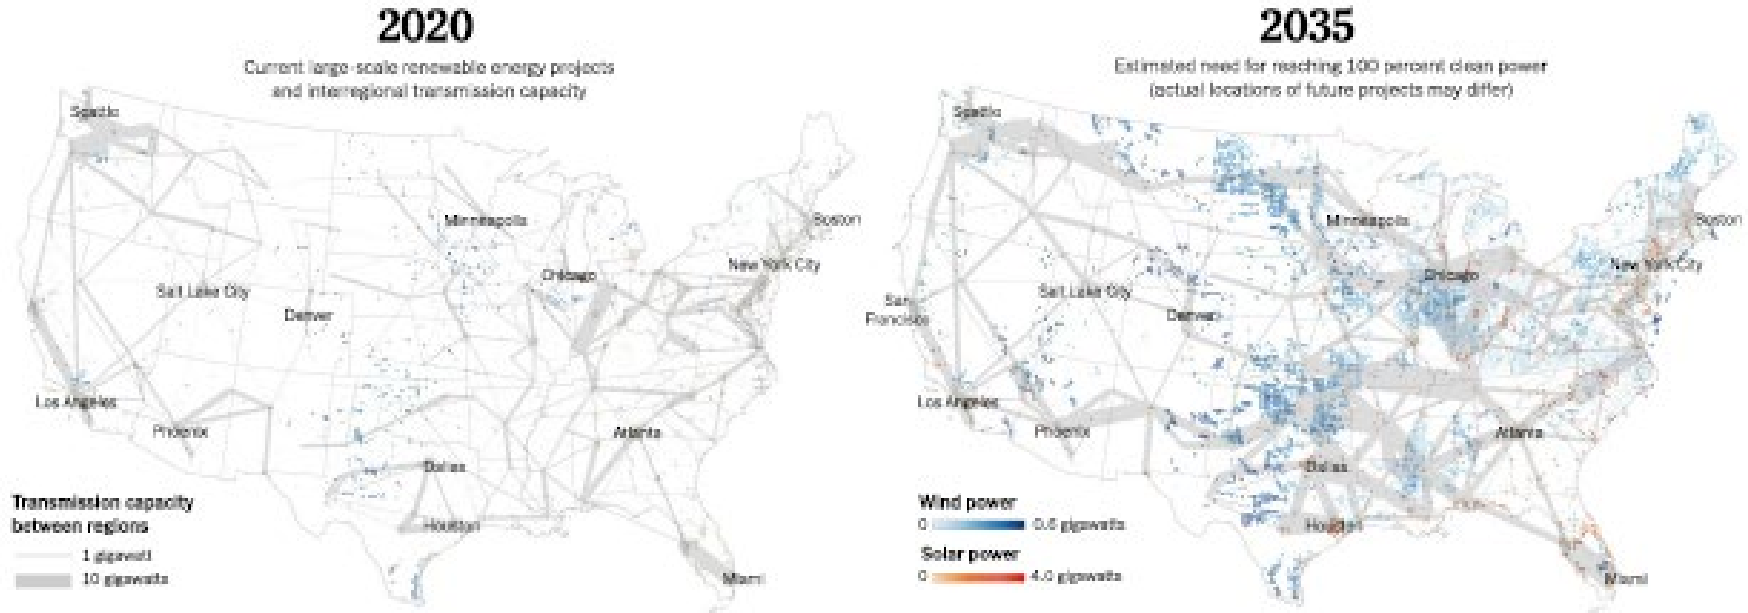 2020
Current large-scale renewable energy projects
and interregional transmission capacity
Seattle
Minneapolis
Boston
Chicago
New York City
Salt Lake City
Denver
Los Angeles
Phoenix
Atlanta
Dallas
Houston
Miami
Transmission capacity
between regions
1 gigawatt
10 gigawatts
2035
Estimated need for reaching 100 percent clean power
(actual locations of future projects may differ)
Seattle
Minneapolis
Boston
Chicago
New York City
Salt Lake City
San
Francisco
Denver
Los Angeles
Phoenix
Atlanta
Dallas
Houston
Miami
Wind power
0 0.6 gigawatts
Solar power
0 4.0 gigawatts